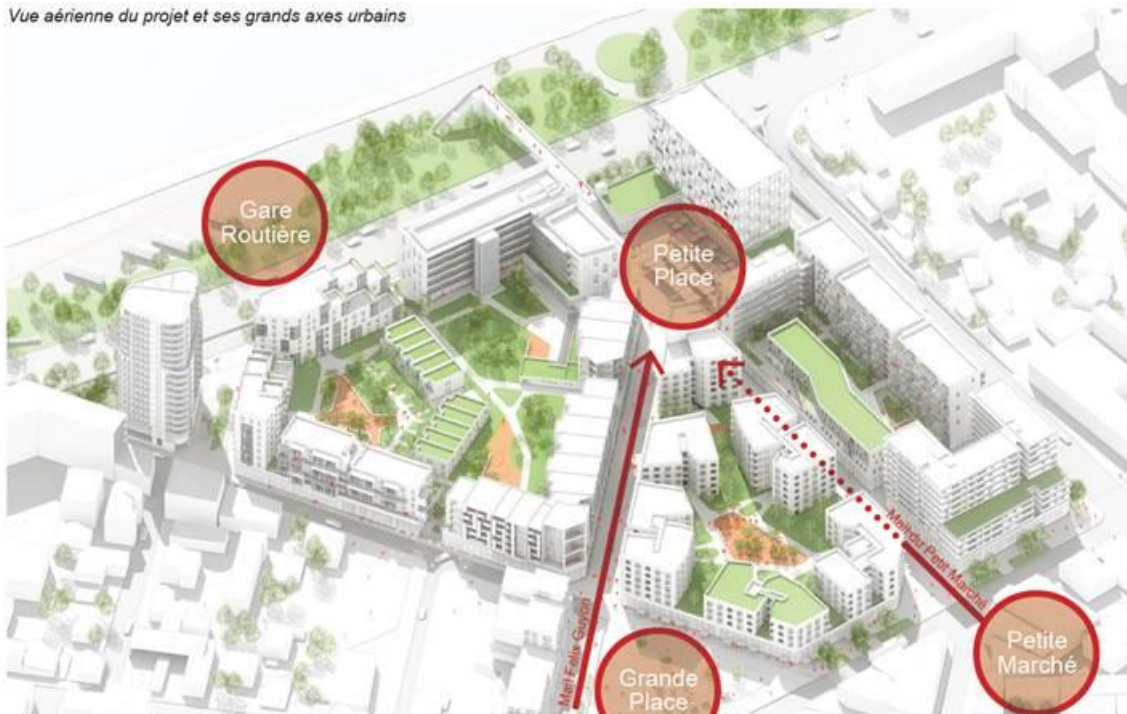 Vue aérienne du projet et ses grands axes urbains
Gare
Routière
Petite
Place
Mail Felix Guyon
Mail du Petit Marché
Grande
Place
Petite
Marché